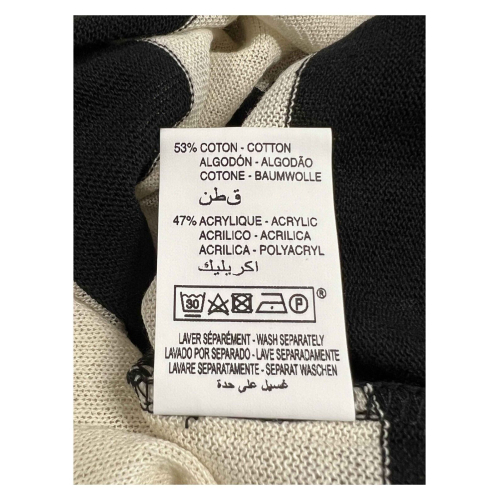 53% COTON - COTTON
ALGODÓN - ALGODÃO
COTONE - BAUMWOLLE
قطن
47% ACRYLIQUE - ACRYLIC
ACRILICO - ACRILICA
ACRILICA - POLYACRYL
اكريليك
30 P ®
LAVER SÉPARÉMENT - WASH SEPARATELY
LAVADO POR SEPARADO - LAVE SEPARADAMENTE
LAVARE SEPARATAMENTE - SEPARAT WASCHEN
غسيل على حدة